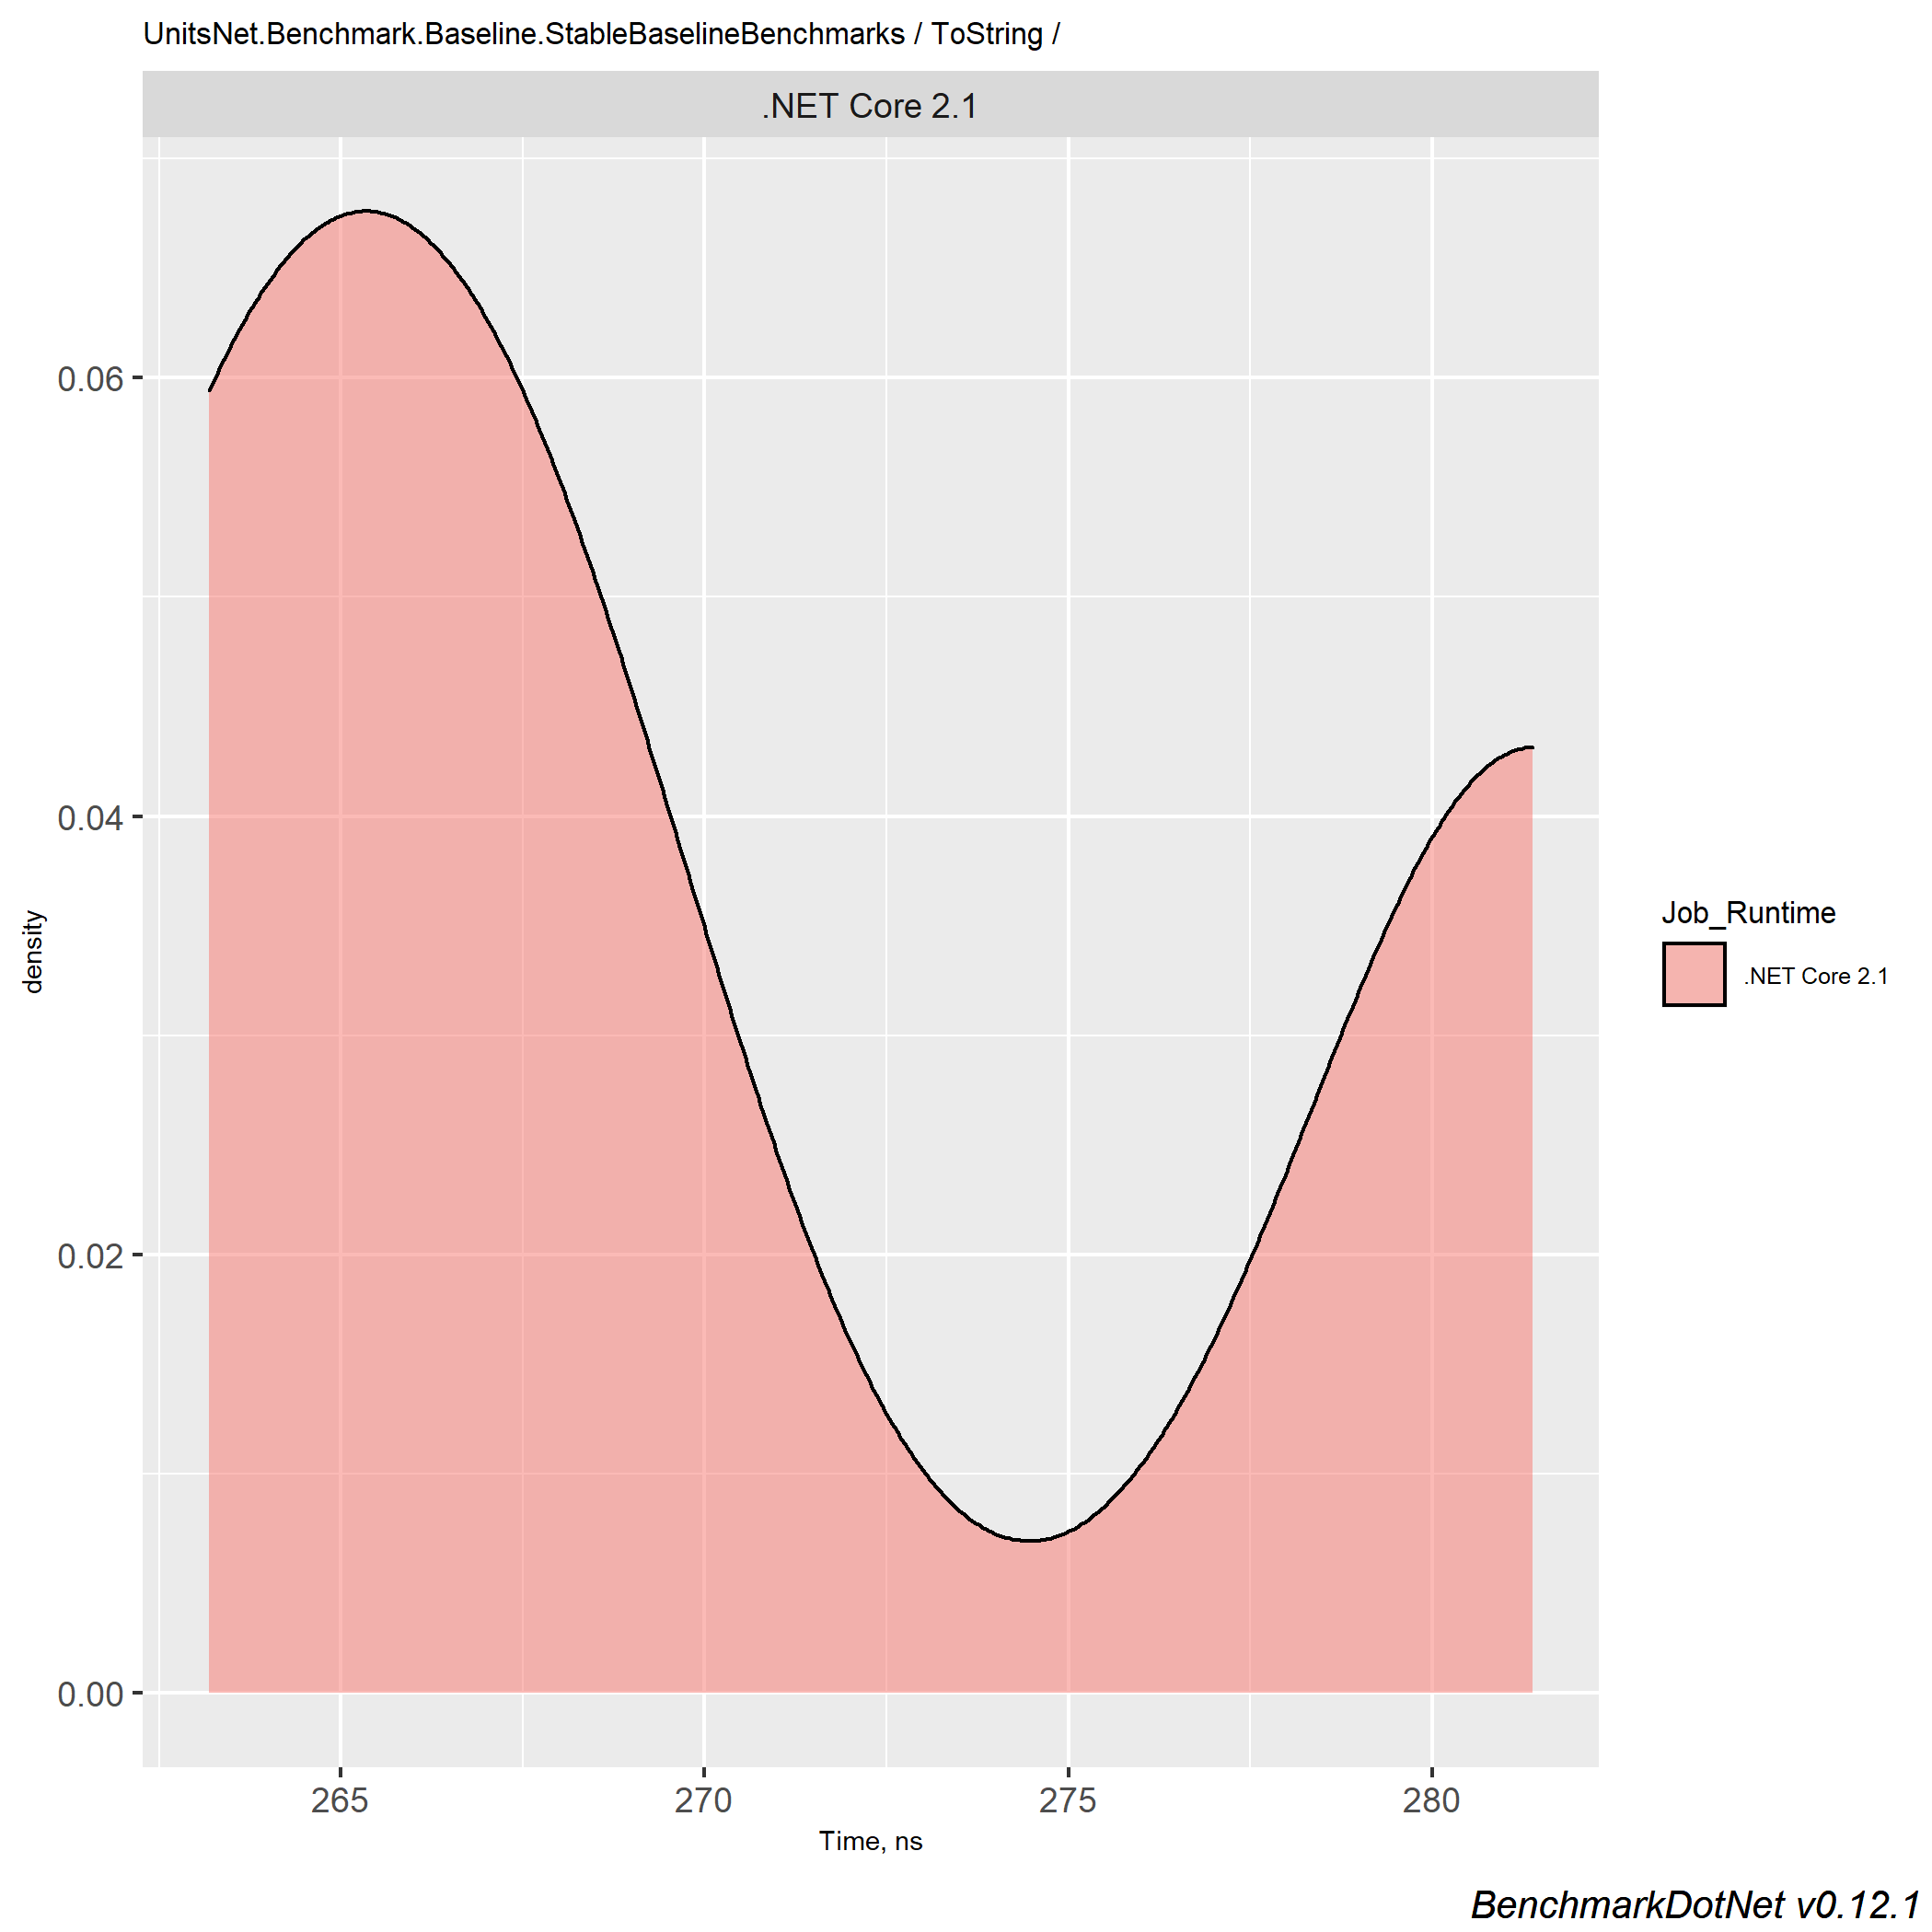 UnitsNet.Benchmark.Baseline.StableBaselineBenchmarks / ToString /
.NET Core 2.1
0.06
0.04
0.02
0.00
density
265 270 275 280
Time, ns
Job_Runtime
.NET Core 2.1
BenchmarkDotNet v0.12.1